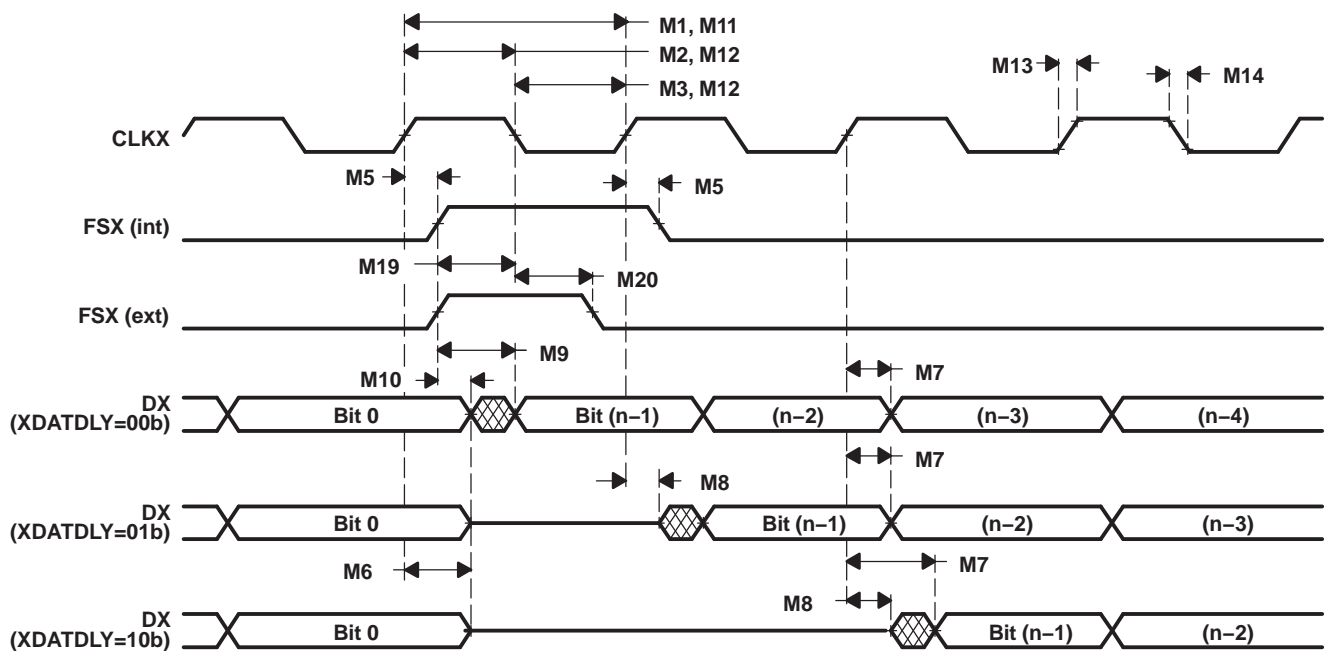 M1, M11
M2, M12
M3, M12
M13
M14
CLKX
M5
M5
FSX (int)
M19
M20
FSX (ext)
M9
M10
M7
DX
(XDATDLY=00b)
Bit 0
Bit (n−1)
(n−2)
(n−3)
(n−4)
M7
M8
DX
(XDATDLY=01b)
Bit 0
Bit (n−1)
(n−2)
(n−3)
M6
M7
M8
DX
(XDATDLY=10b)
Bit 0
Bit (n−1)
(n−2)